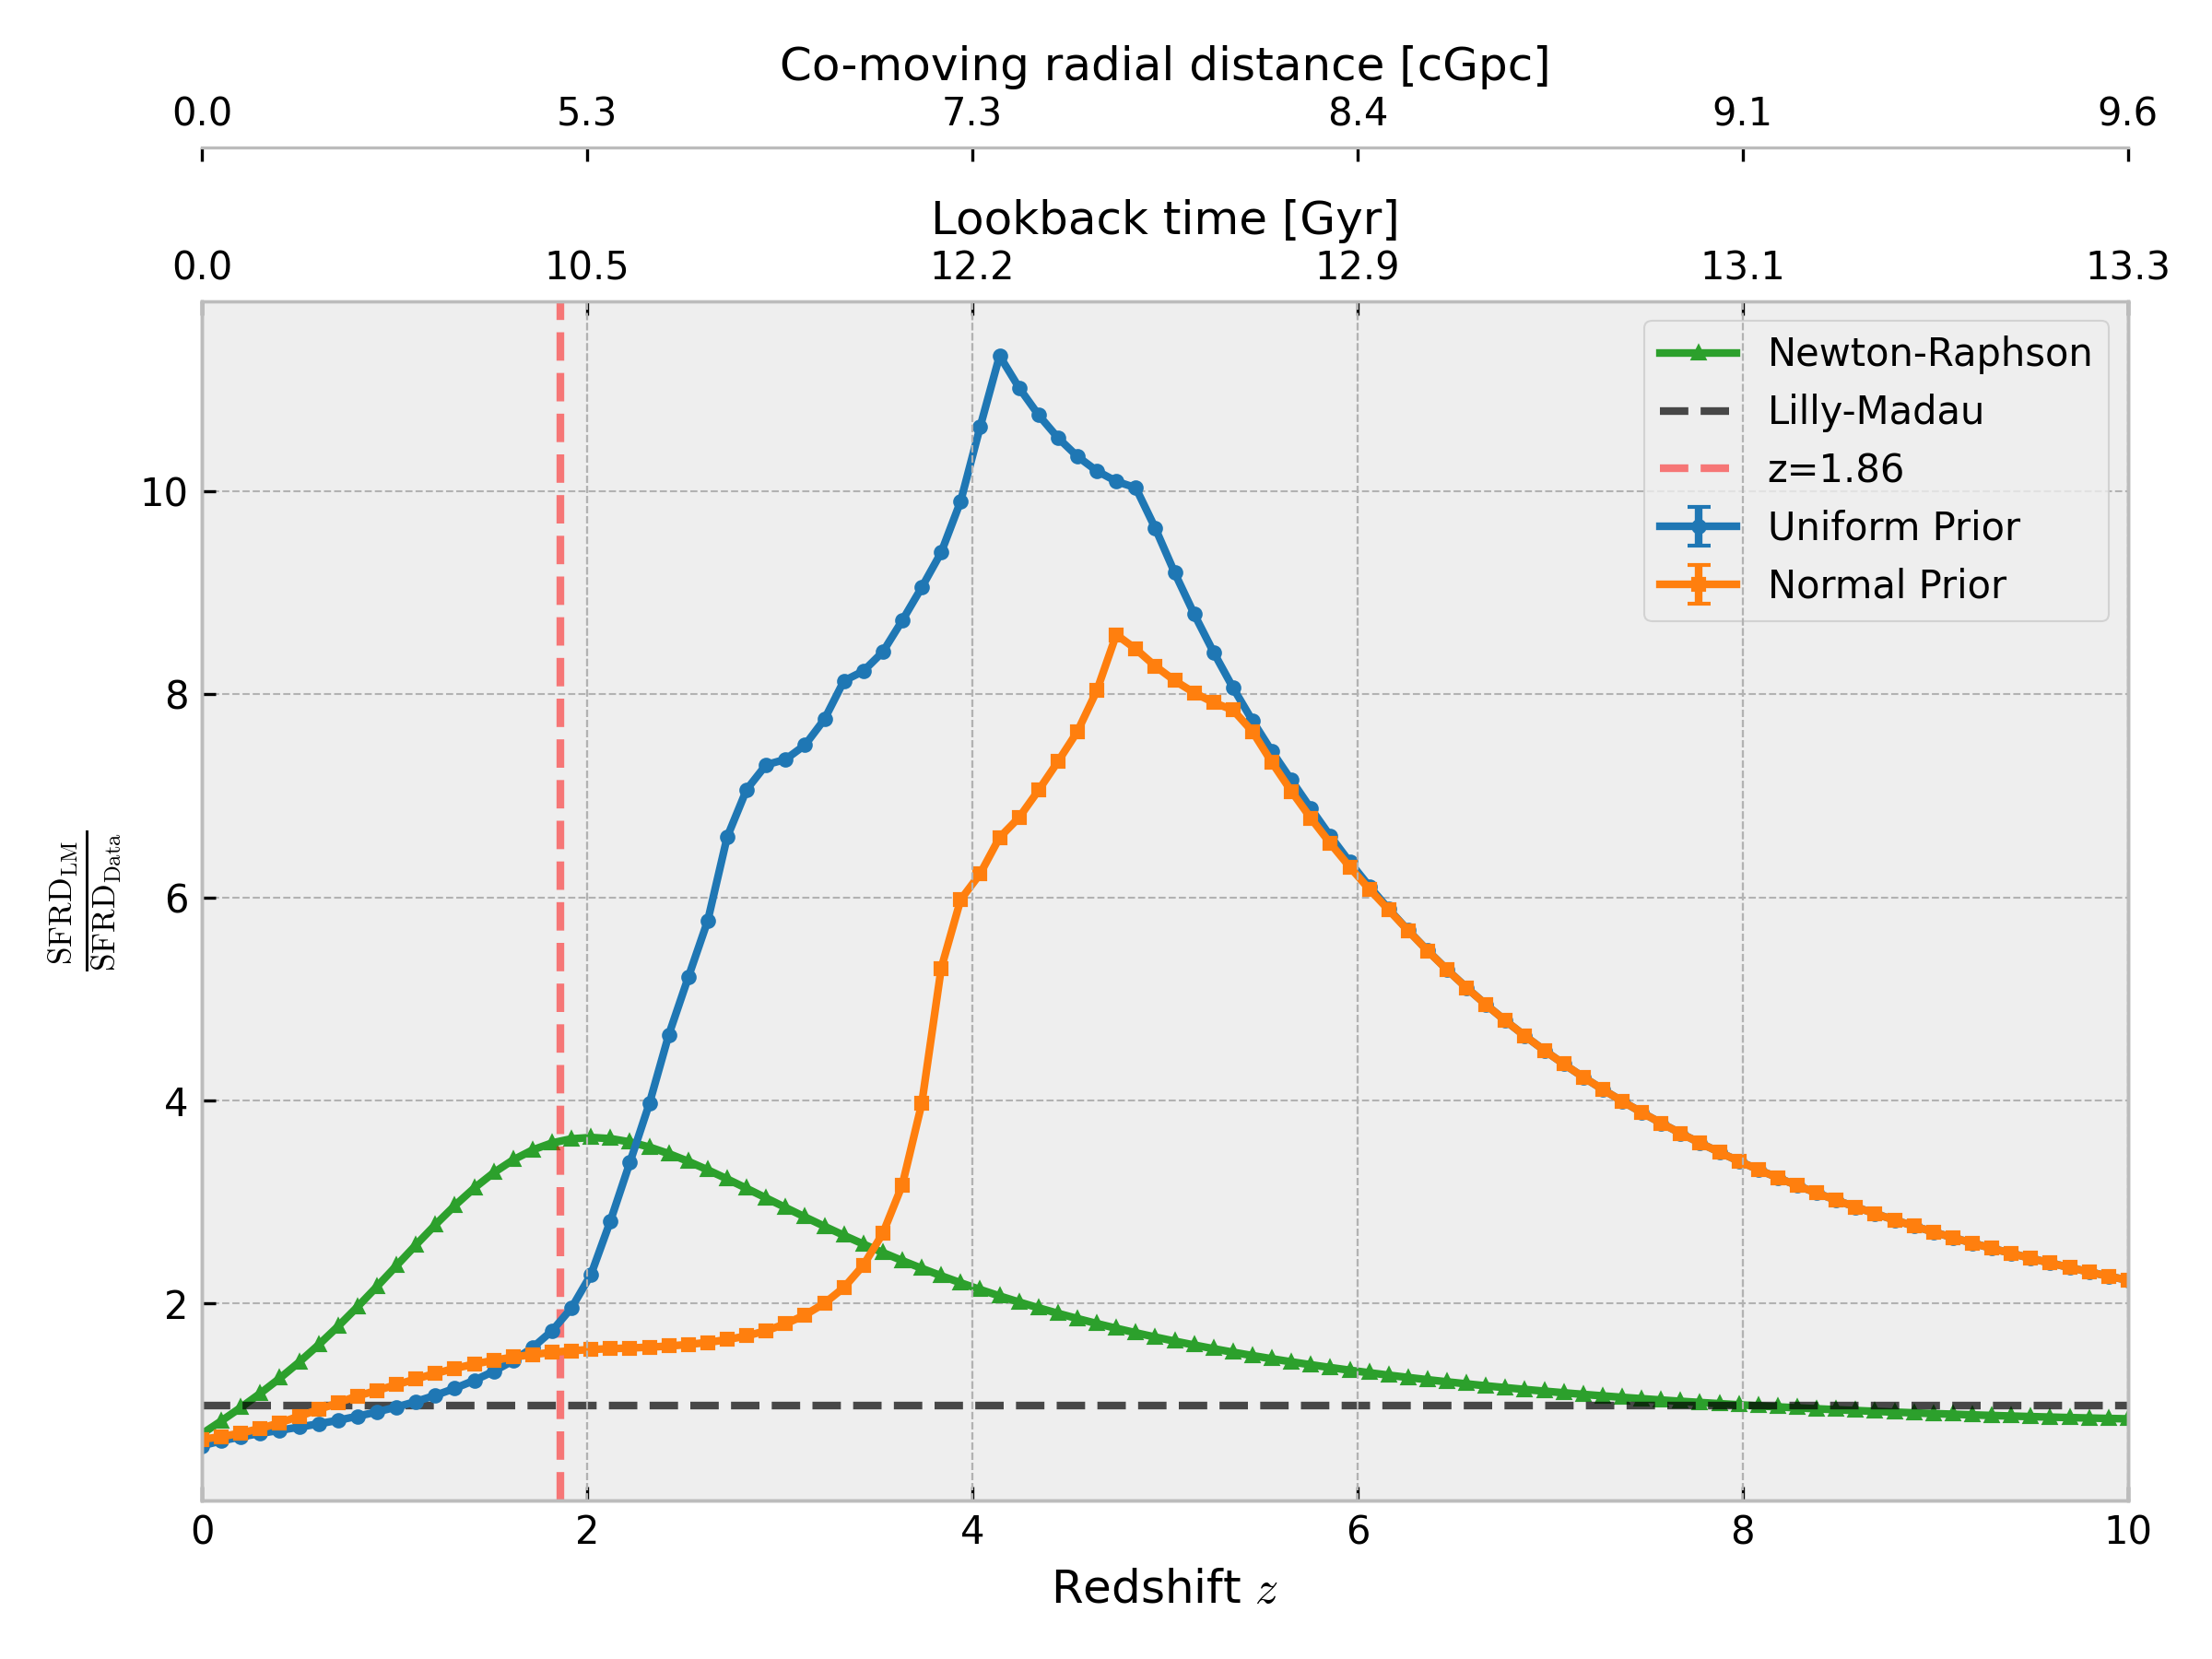 Co-moving radial distance [cGpc]
0.0 5.3 7.3 8.4 9.1 9.6
Lookback time [Gyr]
0.0 10.5 12.2 12.9 13.1 13.3
Newton-Raphson
Lilly-Madau
z=1.86
Uniform Prior
Normal Prior
10
8
6
4
2
SFRD_LM
SFRD_Data
0 2 4 6 8 10
Redshift z